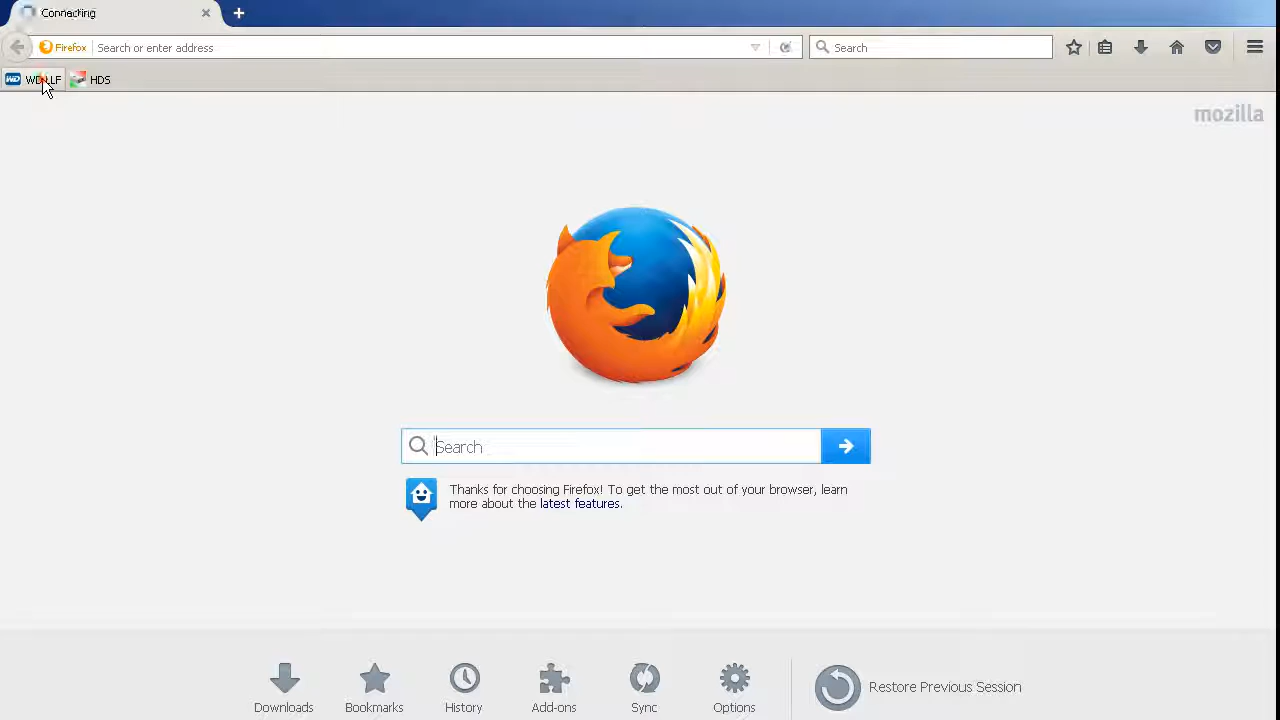 Connecting
Firefox Search or enter address Search
HDS
mozilla
Search
Thanks for choosing Firefox! To get the most out of your browser, learn
more about the latest features.
Downloads Bookmarks History Add-ons Sync Options Restore Previous Session